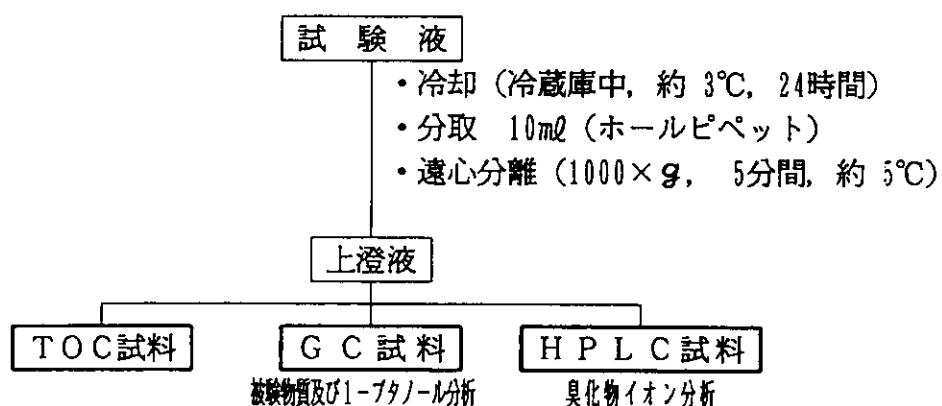 試 験 液
・冷却 (冷蔵庫中, 約 3℃, 24時間)
・分取 10mℓ (ホールピペット)
・遠心分離 (1000×g, 5分間, 約 5℃)
上澄液
TOC試料
GC試料
HPLC試料
被験物質及び1-ブタノール分析
臭化物イオン分析